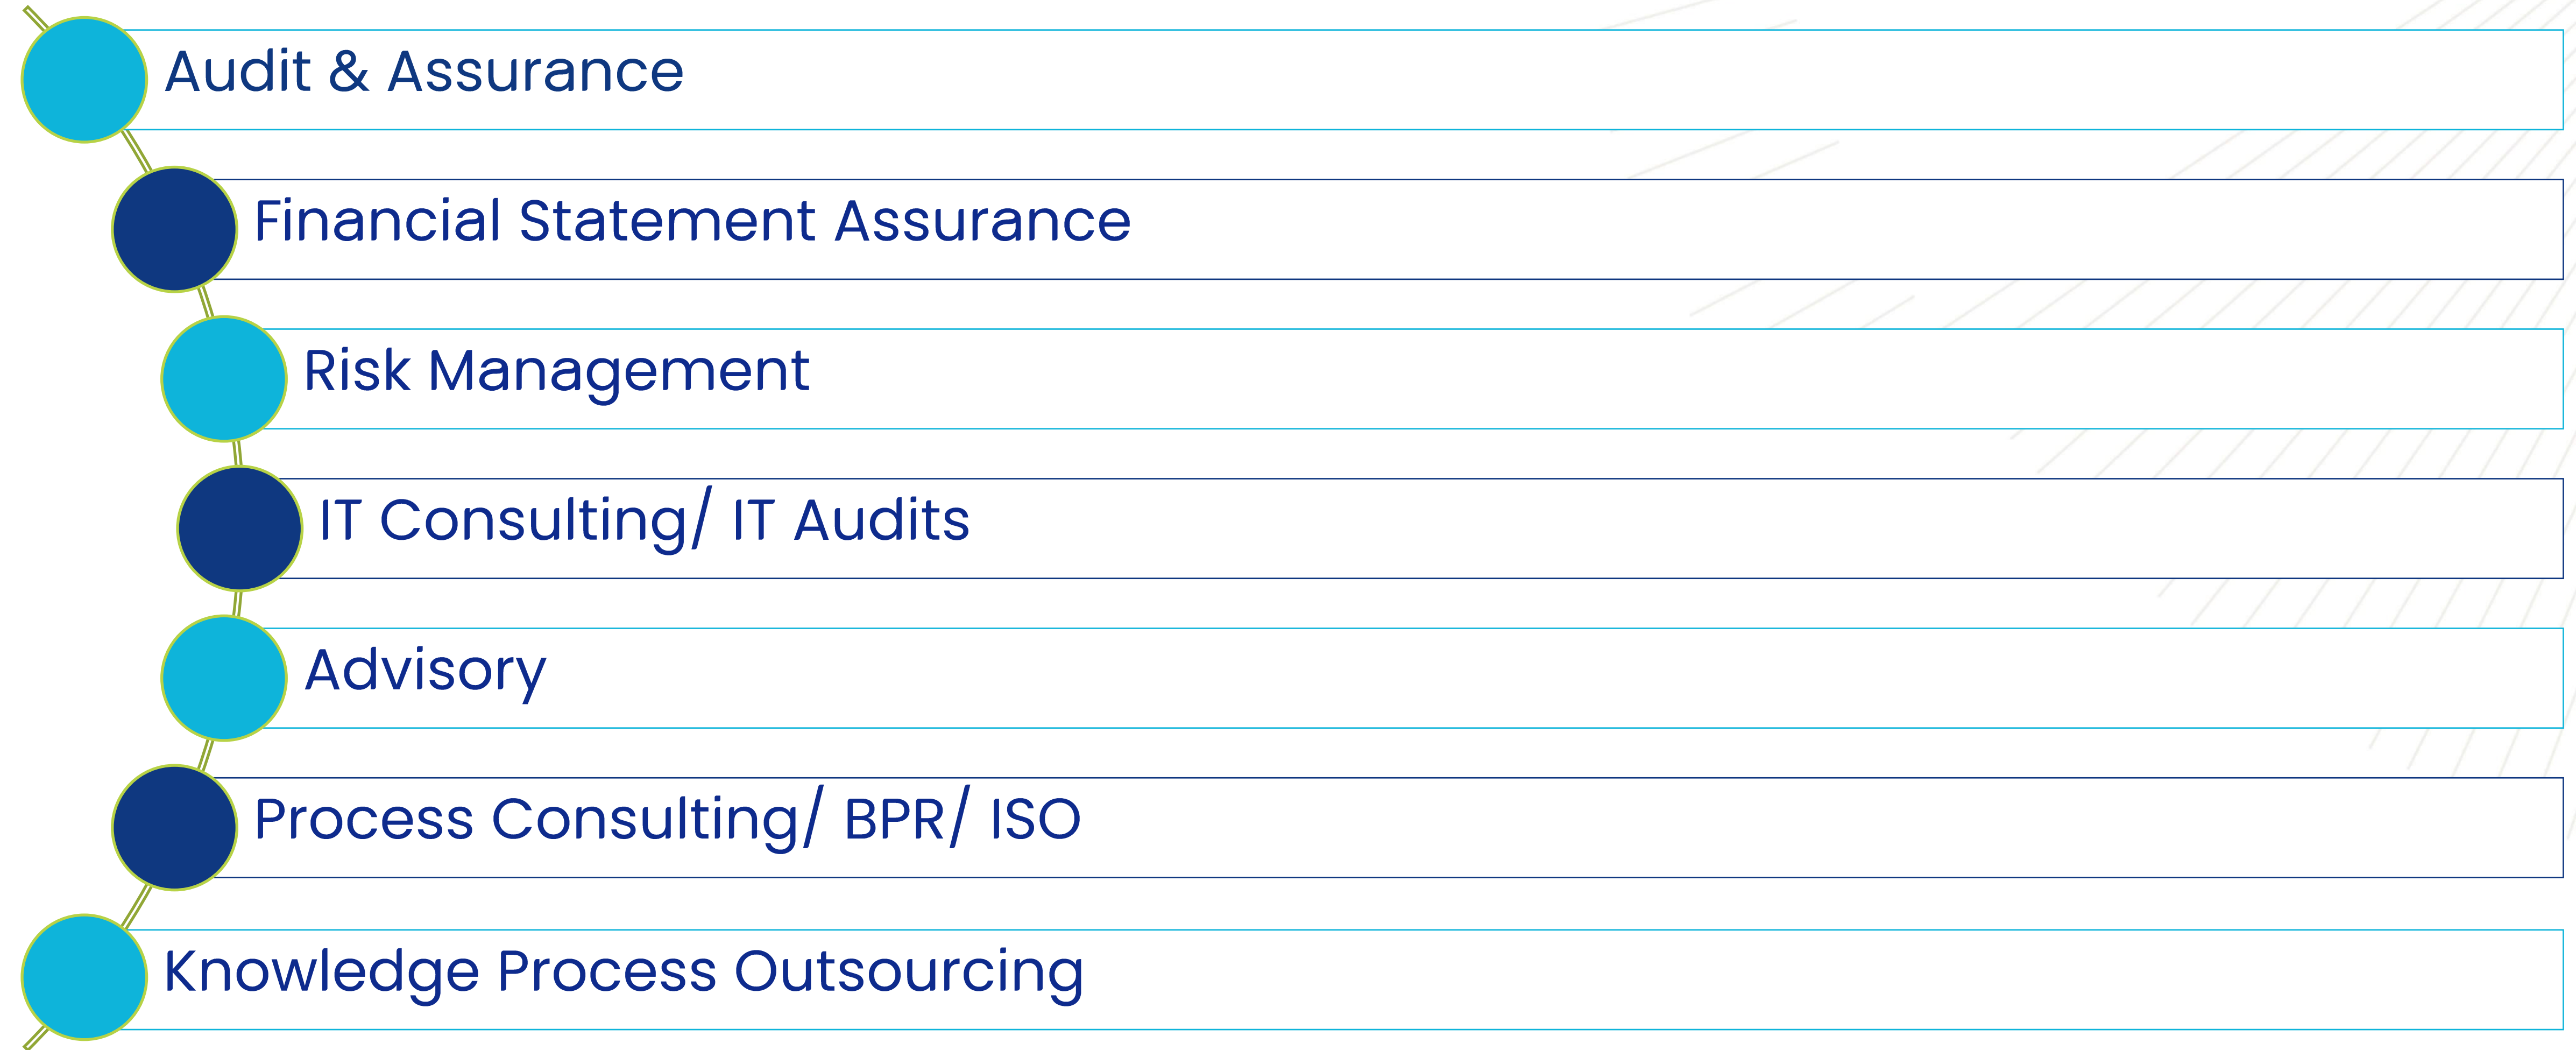 Audit & Assurance
Financial Statement Assurance
Risk Management
IT Consulting/ IT Audits
Advisory
Process Consulting/ BPR/ ISO
Knowledge Process Outsourcing